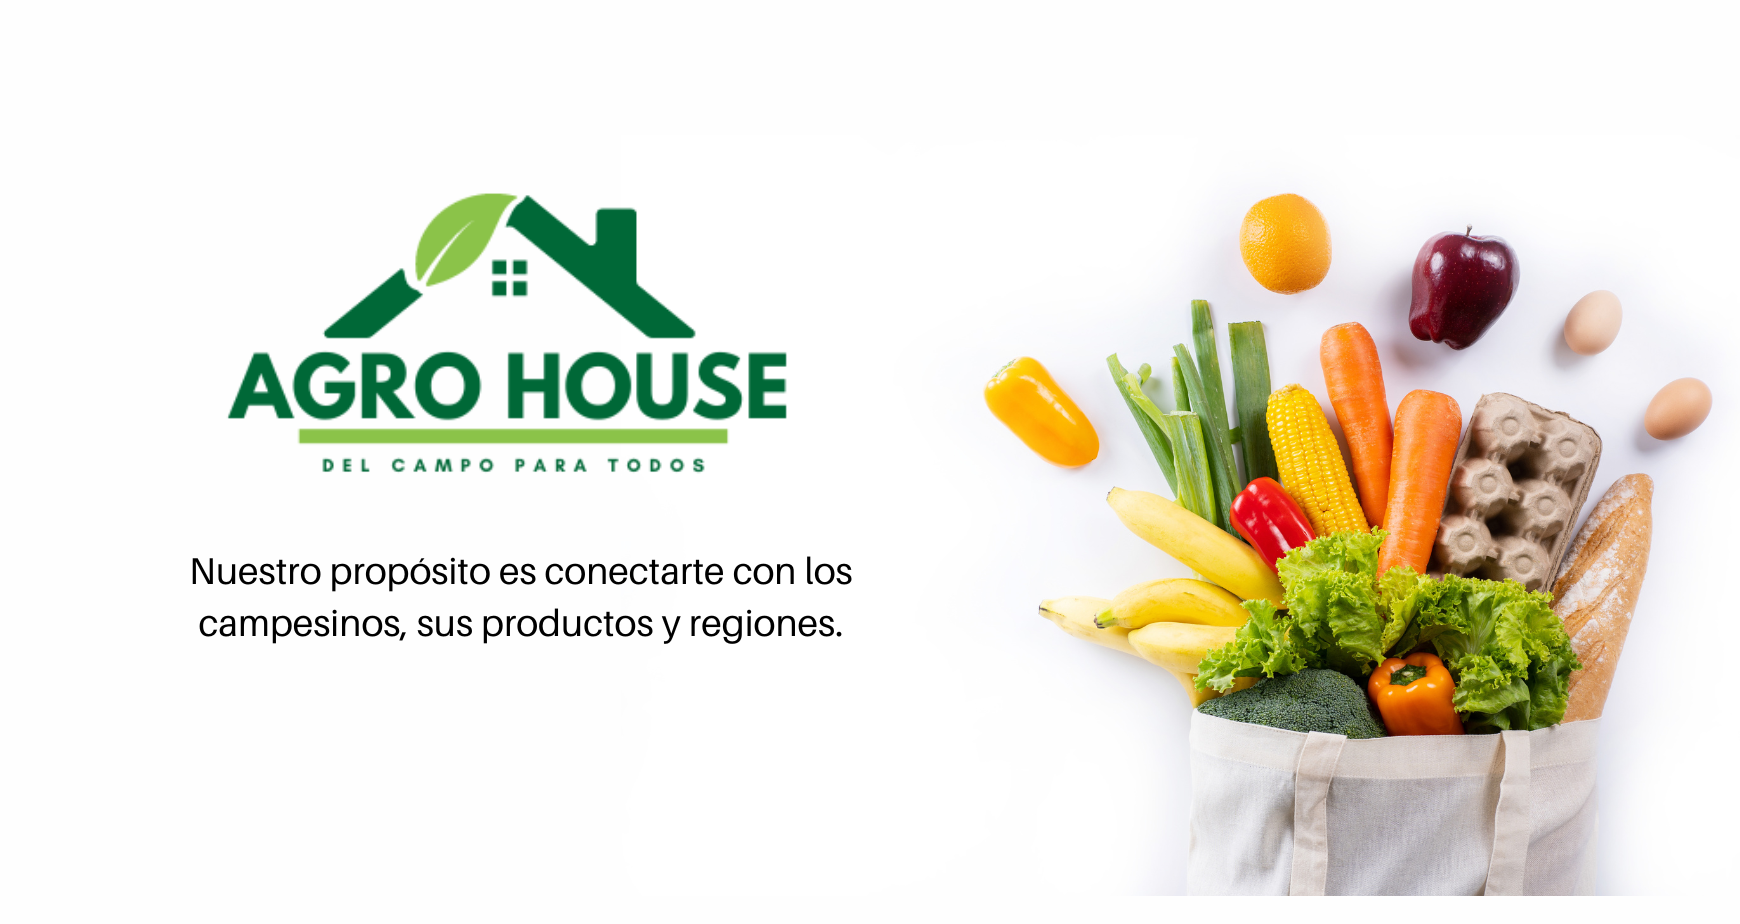 AGRO HOUSE
DEL CAMPO PARA TODOS
Nuestro propósito es conectarte con los
campesinos, sus productos y regiones.